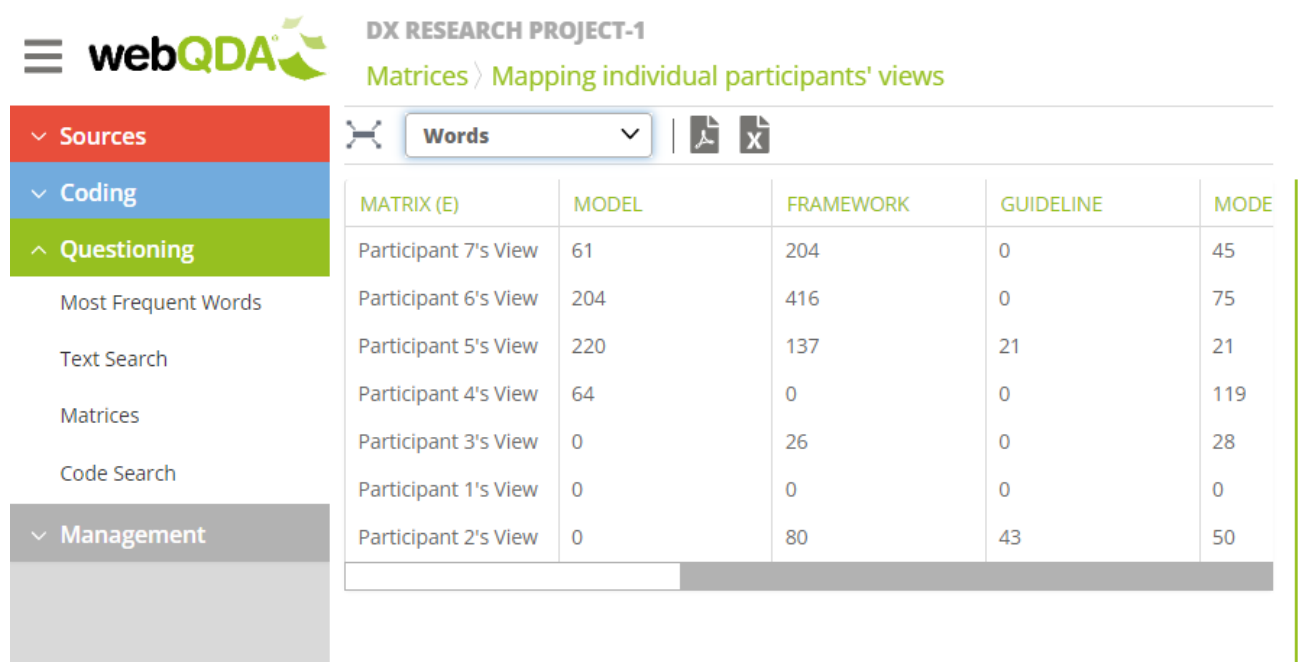 webQDA
DX RESEARCH PROJECT-1
Matrices 〉 Mapping individual participants' views
Sources
Coding
Questioning
Most Frequent Words
Text Search
Matrices
Code Search
Management
Words
MATRIX (E) MODEL FRAMEWORK GUIDELINE MODE
Participant 7's View 61 204 0 45
Participant 6's View 204 416 0 75
Participant 5's View 220 137 21 21
Participant 4's View 64 0 0 119
Participant 3's View 0 26 0 28
Participant 1's View 0 0 0 0
Participant 2's View 0 80 43 50